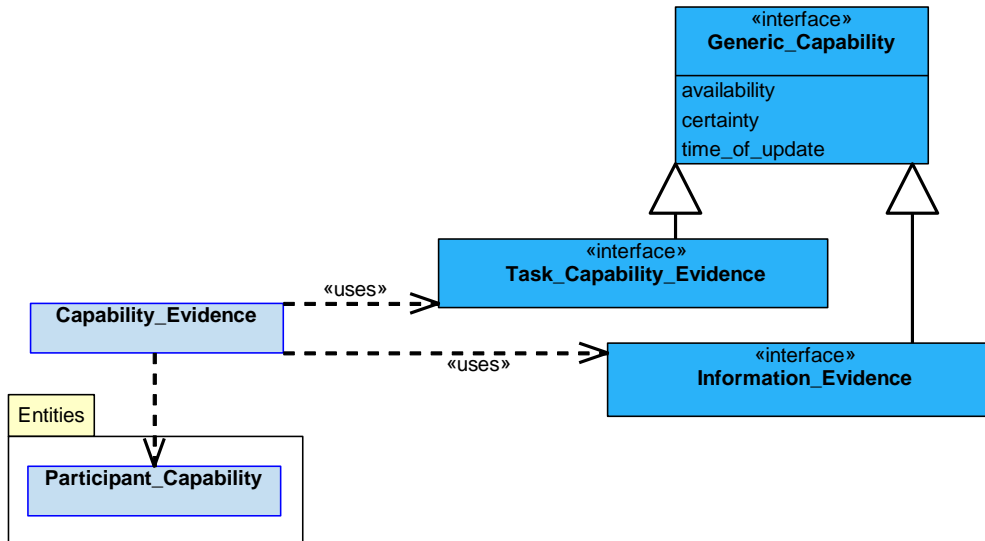 «interface»
Generic_Capability
availability
certainty
time_of_update
«interface»
Task_Capability_Evidence
«uses»
Capability_Evidence
«uses»
«interface»
Information_Evidence
Entities
Participant_Capability